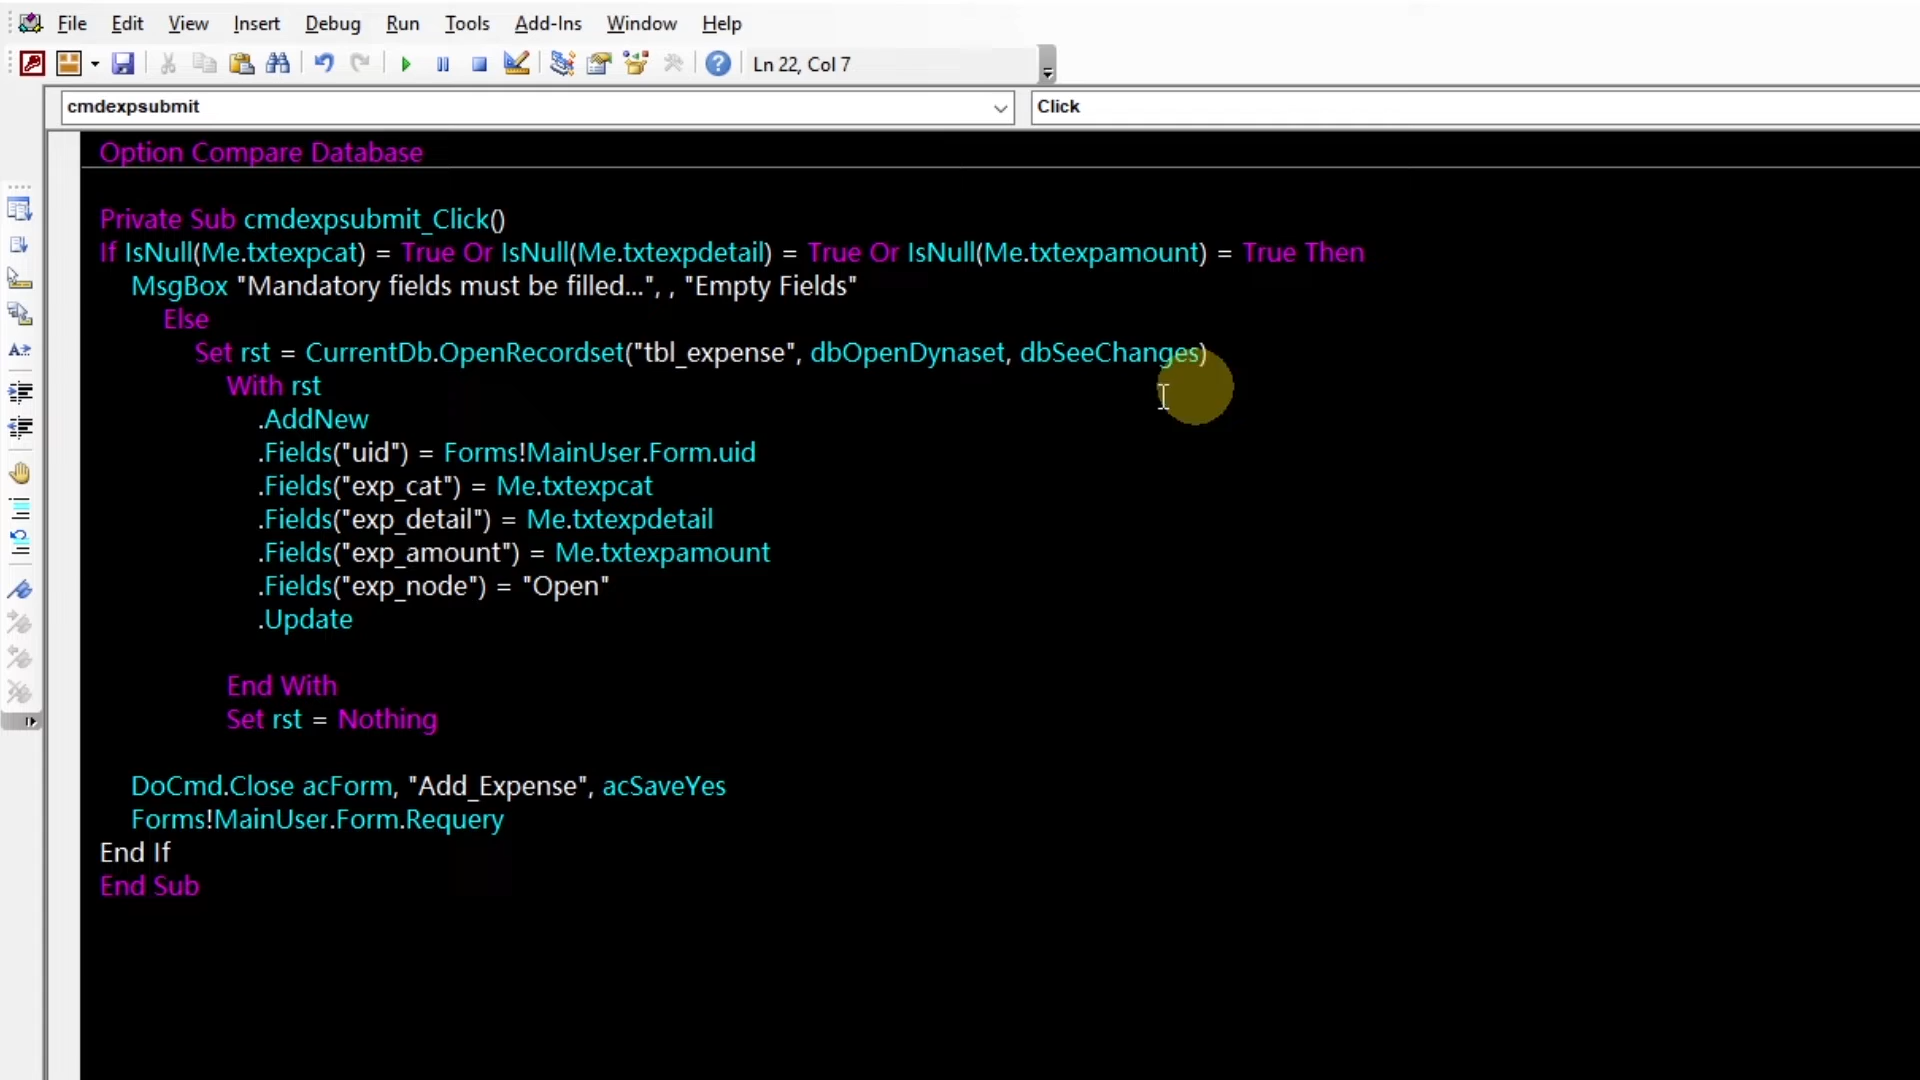 File Edit View Insert Debug Run Tools Add-Ins Window Help
Ln 22, Col 7
cmdexpsubmit Click
Option Compare Database
Private Sub cmdexpsubmit_Click()
If IsNull(Me.txtexpcat) = True Or IsNull(Me.txtexpdetail) = True Or IsNull(Me.txtexpamount) = True Then
MsgBox "Mandatory fields must be filled...", , "Empty Fields"
Else
Set rst = CurrentDb.OpenRecordset("tbl_expense", dbOpenDynaset, dbSeeChanges)
With rst
.AddNew
.Fields("uid") = Forms!MainUser.Form.uid
.Fields("exp_cat") = Me.txtexpcat
.Fields("exp_detail") = Me.txtexpdetail
.Fields("exp_amount") = Me.txtexpamount
.Fields("exp_node") = "Open"
.Update
End With
Set rst = Nothing
DoCmd.Close acForm, "Add_Expense", acSaveYes
Forms!MainUser.Form.Requery
End If
End Sub